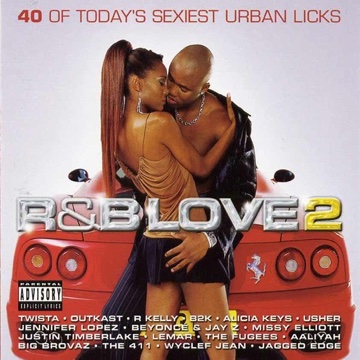 40 OF TODAY'S SEXIEST URBAN LICKS
R&B LOVE 2
PARENTAL
ADVISORY
EXPLICIT LYRICS
TWISTA • OUTKAST • R KELLY • B2K • ALICIA KEYS • USHER
JENNIFER LOPEZ • BEYONCE & JAY Z • MISSY ELLIOTT
JUSTIN TIMBERLAKE • LEMAR • THE FUGEES • AALIYAH
BIG BROVAZ • THE 411 • WYCLEF JEAN • JAGGED EDGE